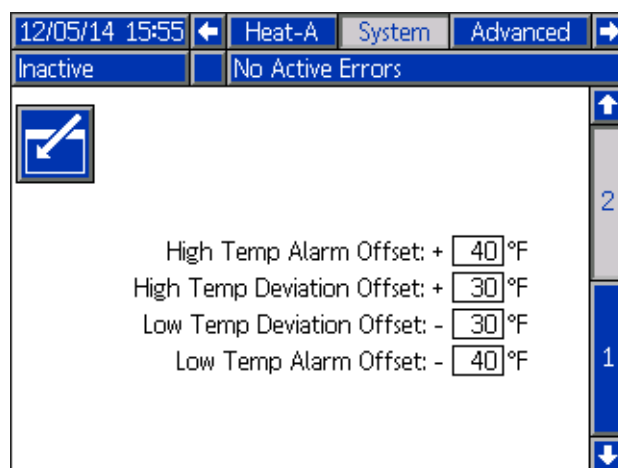 12/05/14 15:55 Heat-A System Advanced
Inactive No Active Errors
2
High Temp Alarm Offset: + 40 °F
High Temp Deviation Offset: + 30 °F
Low Temp Deviation Offset: - 30 °F
Low Temp Alarm Offset: - 40 °F
1